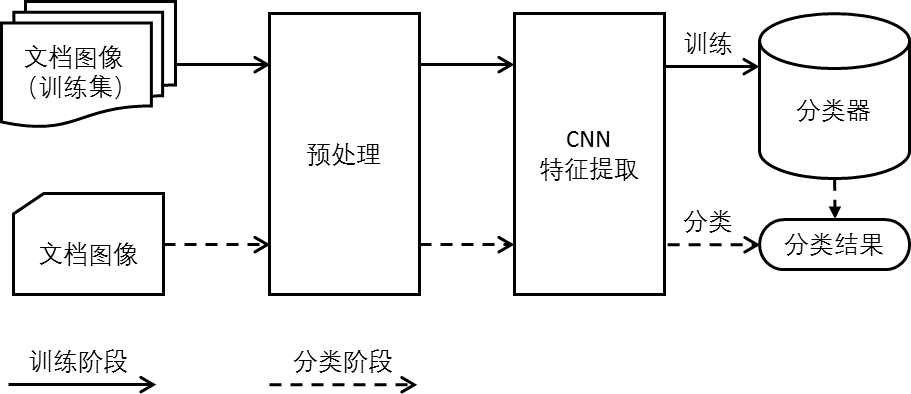 文档图像
（训练集）
预处理
CNN
特征提取
训练
分类器
文档图像
分类
分类结果
训练阶段
分类阶段